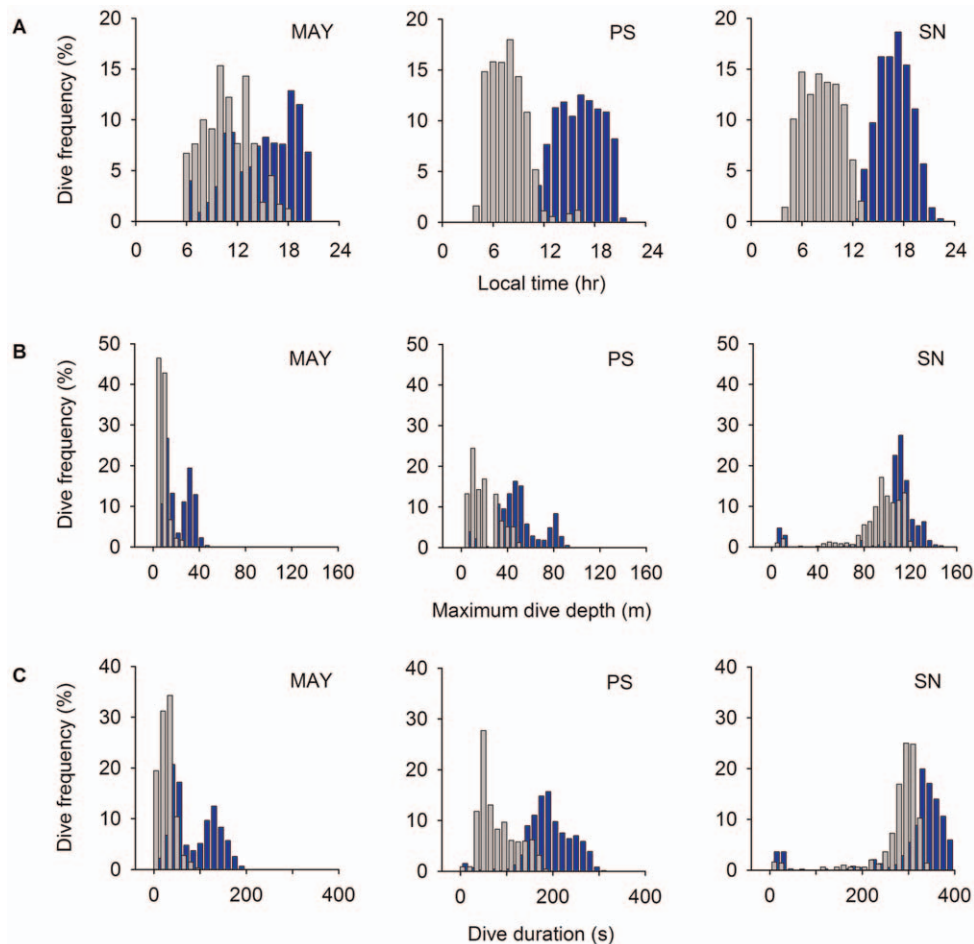 A
Dive frequency (%)
MAY
PS
SN
20
15
10
5
0
20
15
10
5
0
20
15
10
5
0
0 6 12 18 24
0 6 12 18 24
0 6 12 18 24
Local time (hr)
B
Dive frequency (%)
MAY
PS
SN
50
40
30
20
10
0
50
40
30
20
10
0
50
40
30
20
10
0
0 40 80 120 160
0 40 80 120 160
0 40 80 120 160
Maximum dive depth (m)
C
Dive frequency (%)
MAY
PS
SN
40
30
20
10
0
40
30
20
10
0
40
30
20
10
0
0 200 400
0 200 400
0 200 400
Dive duration (s)